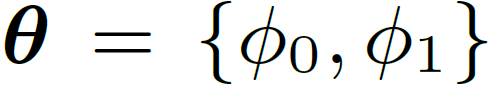 θ = {ϕ₀, ϕ₁}